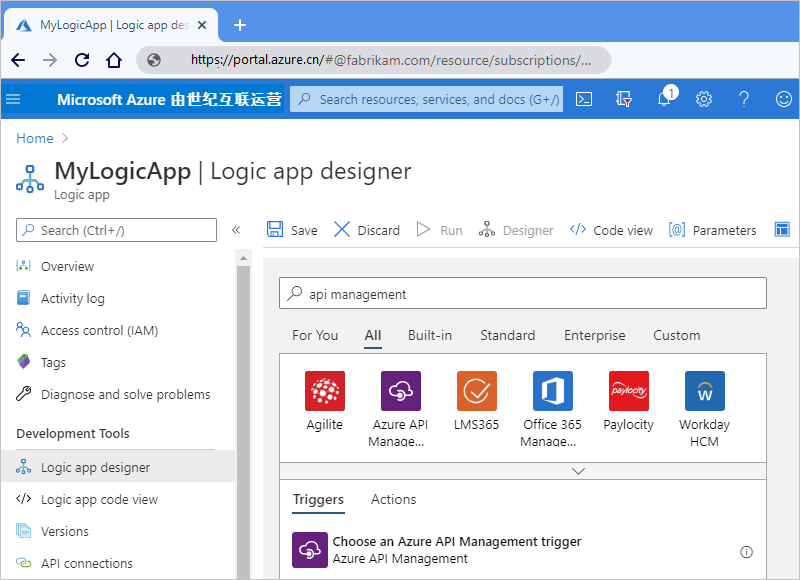 MyLogicApp | Logic app des
https://portal.azure.cn/#@fabrikam.com/resource/subscriptions/...
Microsoft Azure 由世纪互联运营
Search resources, services, and docs (G+/)
1
Home
MyLogicApp | Logic app designer
Logic app
Search (Ctrl+/)
Save
Discard
Run
Designer
Code view
Parameters
Overview
Activity log
Access control (IAM)
Tags
Diagnose and solve problems
Development Tools
Logic app designer
Logic app code view
Versions
API connections
api management
For You
All
Built-in
Standard
Enterprise
Custom
Agilite
Azure API
Manage...
LMS365
Office 365
Manage...
paylocity
Paylocity
W
Workday
HCM
Triggers
Actions
Choose an Azure API Management trigger
Azure API Management